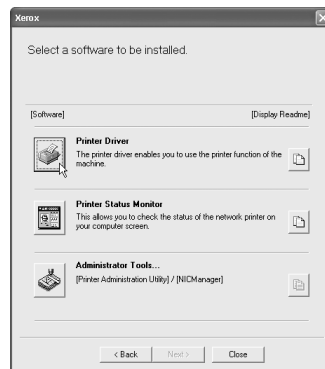 Xerox
Select a software to be installed.
[Software] [Display Readme]
Printer Driver
The printer driver enables you to use the printer function of the
machine.
Printer Status Monitor
This allows you to check the status of the network printer on
your computer screen.
Administrator Tools...
[Printer Administration Utility] / [NICManager]
< Back Next > Close